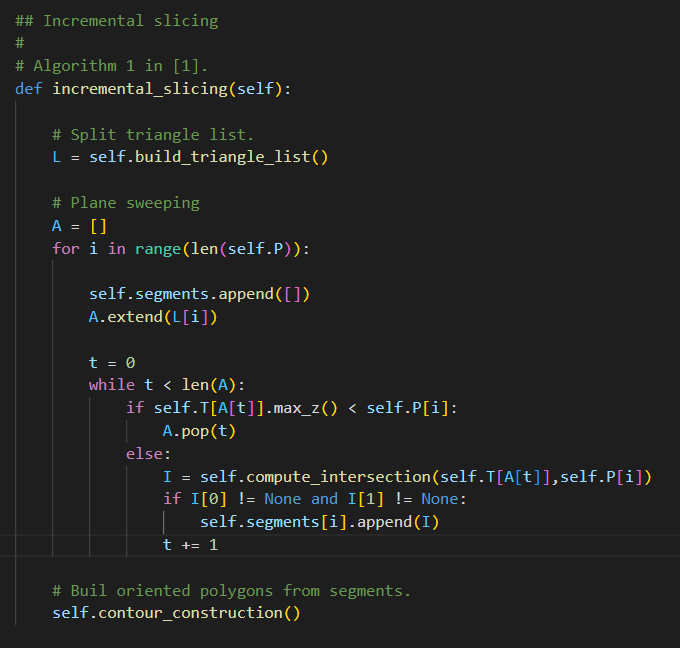 ## Incremental slicing
#
# Algorithm 1 in [1].
def incremental_slicing(self):
# Split triangle list.
L = self.build_triangle_list()
# Plane sweeping
A = []
for i in range(len(self.P)):
self.segments.append([])
A.extend(L[i])
t = 0
while t < len(A):
if self.T[A[t]].max_z() < self.P[i]:
A.pop(t)
else:
I = self.compute_intersection(self.T[A[t]],self.P[i])
if I[0] != None and I[1] != None:
self.segments[i].append(I)
t += 1
# Buil oriented polygons from segments.
self.contour_construction()